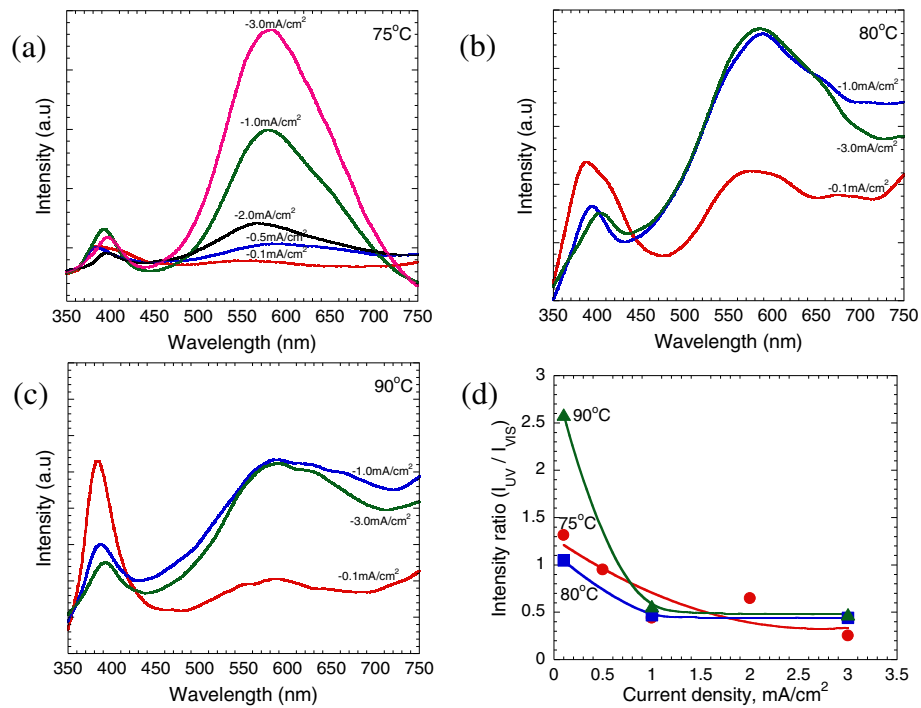 (a)
75°C
-3.0mA/cm²
-1.0mA/cm²
-2.0mA/cm²
-0.5mA/cm²
-0.1mA/cm²
Intensity (a.u)
350 400 450 500 550 600 650 700 750
Wavelength (nm)
(b)
80°C
-1.0mA/cm²
-3.0mA/cm²
-0.1mA/cm²
Intensity (a.u)
350 400 450 500 550 600 650 700 750
Wavelength (nm)
(c)
90°C
-1.0mA/cm²
-3.0mA/cm²
-0.1mA/cm²
Intensity (a.u)
350 400 450 500 550 600 650 700 750
Wavelength (nm)
(d)
3
2.5
2
1.5
1
0.5
0
90°C
75°C
80°C
Intensity ratio (I_UV / I_VIS)
0 0.5 1 1.5 2 2.5 3 3.5 4
Current density, mA/cm²